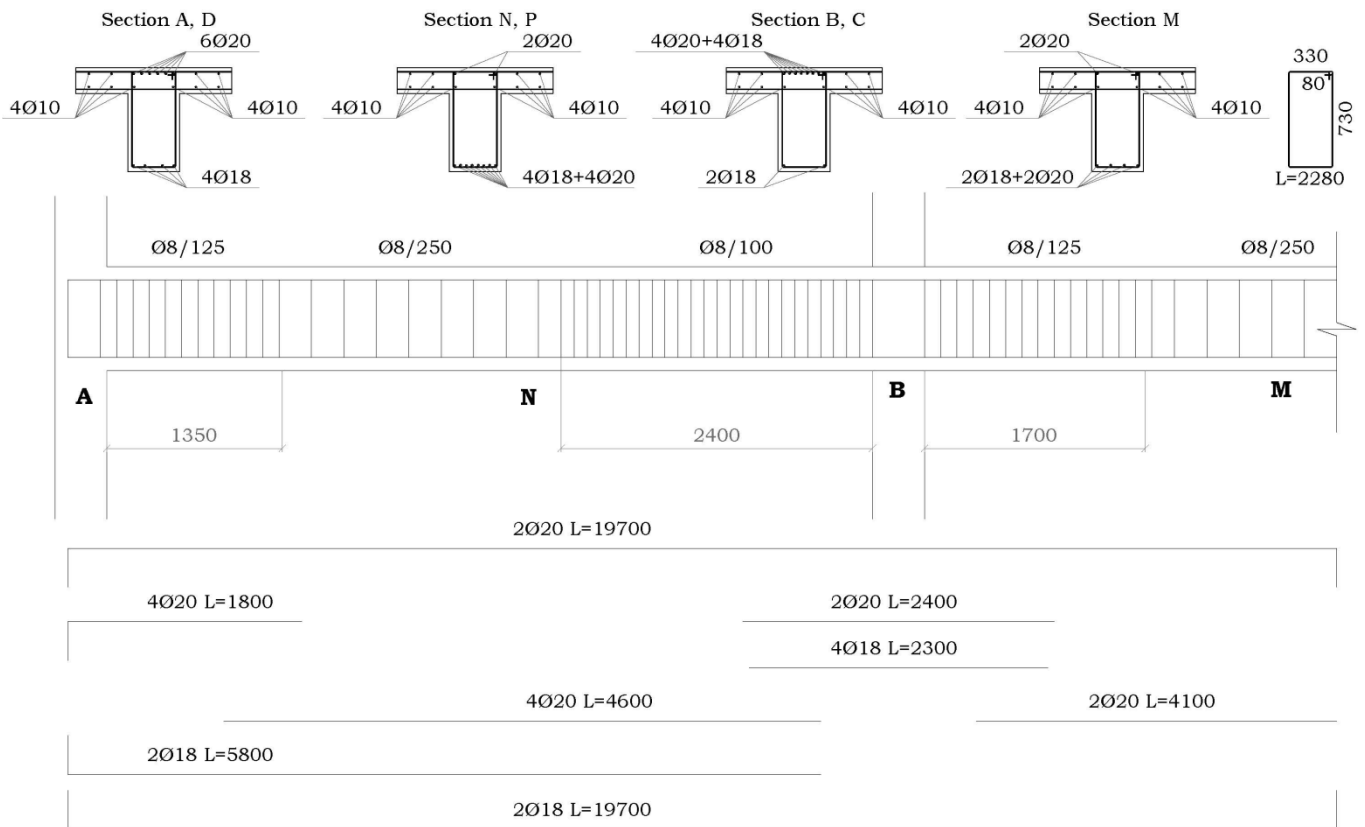 Section A, D
Section N, P
Section B, C
Section M
6Ø20
2Ø20
4Ø20+4Ø18
2Ø20
330
80
730
4Ø10
4Ø10
4Ø10
4Ø10
4Ø10
4Ø10
4Ø10
4Ø10
4Ø18
4Ø18+4Ø20
2Ø18
2Ø18+2Ø20
L=2280
Ø8/125
Ø8/250
Ø8/100
Ø8/125
Ø8/250
A
N
B
M
1350
2400
1700
2Ø20 L=19700
4Ø20 L=1800
2Ø20 L=2400
4Ø18 L=2300
4Ø20 L=4600
2Ø20 L=4100
2Ø18 L=5800
2Ø18 L=19700